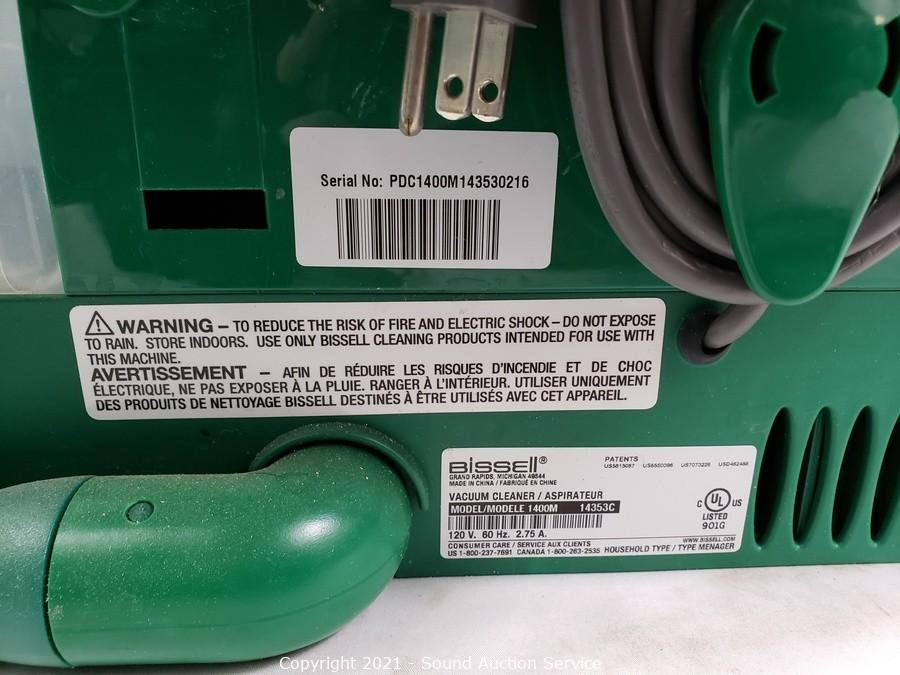 Serial No: PDC1400M143530216
WARNING – TO REDUCE THE RISK OF FIRE AND ELECTRIC SHOCK – DO NOT EXPOSE
TO RAIN. STORE INDOORS. USE ONLY BISSELL CLEANING PRODUCTS INTENDED FOR USE WITH
THIS MACHINE.
AVERTISSEMENT – AFIN DE RÉDUIRE LES RISQUES D'INCENDIE ET DE CHOC
ÉLECTRIQUE, NE PAS EXPOSER À LA PLUIE. RANGER À L'INTÉRIEUR. UTILISER UNIQUEMENT
DES PRODUITS DE NETTOYAGE BISSELL DESTINÉS À ÊTRE UTILISÉS AVEC CET APPAREIL.
BISSELL®
GRAND RAPIDS, MICHIGAN 49544
MADE IN CHINA / FABRIQUÉ EN CHINE
PATENTS
VACUUM CLEANER / ASPIRATEUR
MODEL/MODELE 1400M 14353C
120 V. 60 Hz. 2.75 A.
C UL US
LISTED
901G
WWW.BISSELL.COM
CONSUMER CARE / SERVICE AUX CLIENTS
US 1-800-237-7691 CANADA 1-800-263-2535 HOUSEHOLD TYPE / TYPE MENAGER
Copyright 2021 - Sound Auction Service